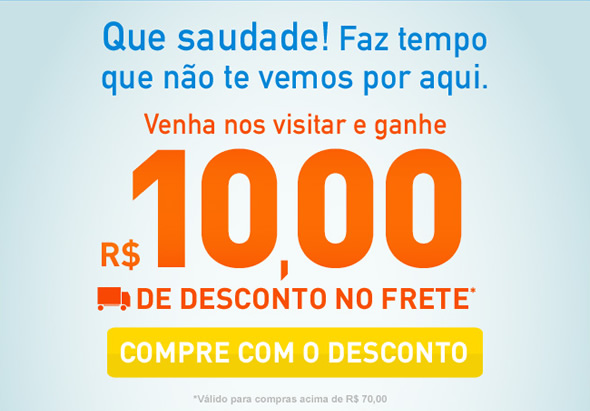 Que saudade! Faz tempo
que não te vemos por aqui.
Venha nos visitar e ganhe
R$ 10,00
DE DESCONTO NO FRETE*
COMPRE COM O DESCONTO
*Válido para compras acima de R$ 70,00